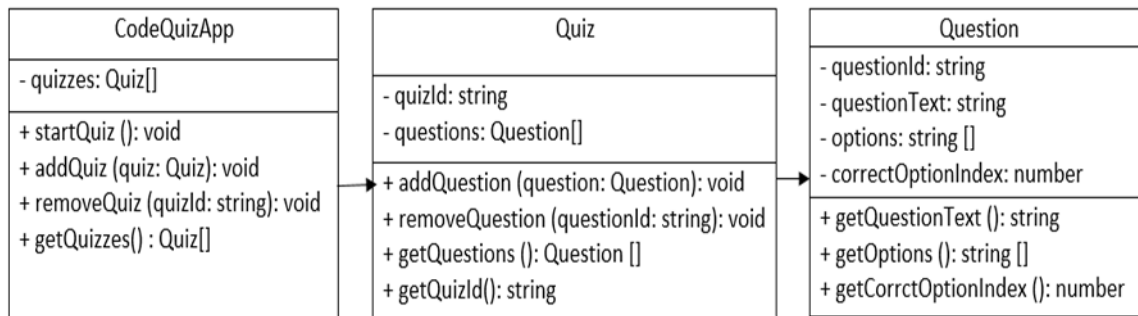 CodeQuizApp
- quizzes: Quiz[]
+ startQuiz (): void
+ addQuiz (quiz: Quiz): void
+ removeQuiz (quizId: string): void
+ getQuizzes() : Quiz[]
Quiz
- quizId: string
- questions: Question[]
+ addQuestion (question: Question): void
+ removeQuestion (questionId: string): void
+ getQuestions (): Question []
+ getQuizId(): string
Question
- questionId: string
- questionText: string
- options: string []
- correctOptionIndex: number
+ getQuestionText (): string
+ getOptions (): string []
+ getCorrctOptionIndex (): number